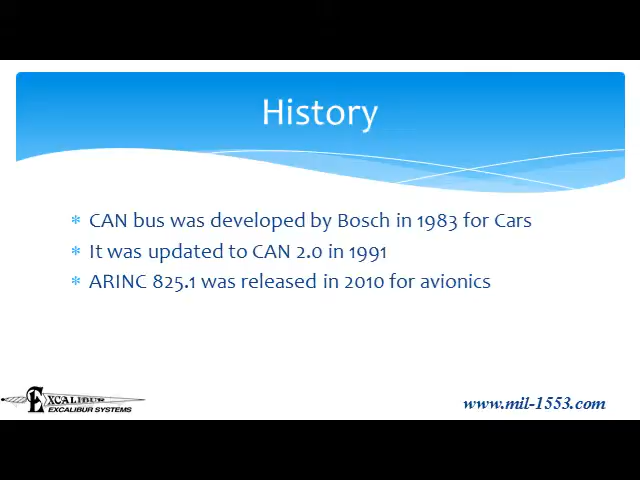 History
* CAN bus was developed by Bosch in 1983 for Cars
* It was updated to CAN 2.0 in 1991
* ARINC 825.1 was released in 2010 for avionics
EXCALIBUR
EXCALIBUR SYSTEMS
www.mil-1553.com